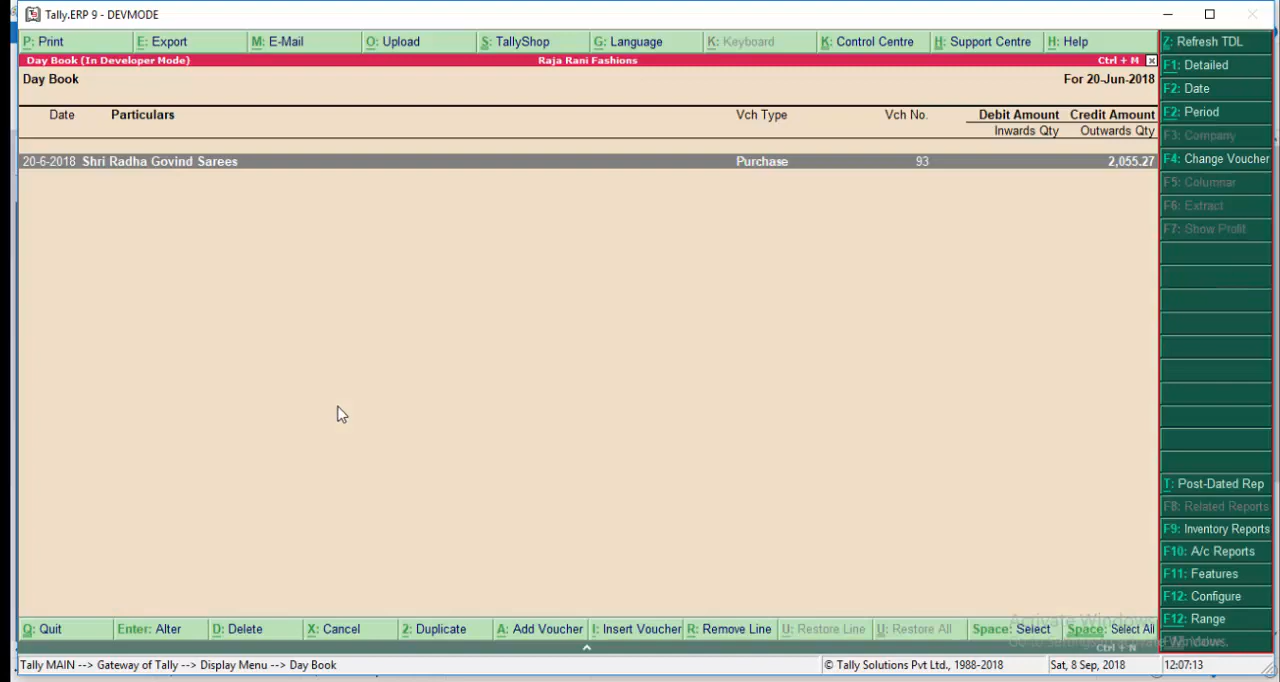 Tally.ERP 9 - DEVMODE
P: Print E: Export M: E-Mail O: Upload S: TallyShop G: Language K: Keyboard K: Control Centre H: Support Centre H: Help
Day Book (In Developer Mode) Raja Rani Fashions Ctrl + M
Day Book For 20-Jun-2018
Date Particulars Vch Type Vch No. Debit Amount Credit Amount
Inwards Qty Outwards Qty
20-6-2018 Shri Radha Govind Sarees Purchase 93 2,055.27
Z: Refresh TDL
F1: Detailed
F2: Date
F2: Period
F3: Company
F4: Change Voucher
F5: Columnar
F6: Extract
F7: Show Profit
T: Post-Dated Rep
F8: Related Reports
F9: Inventory Reports
F10: A/c Reports
F11: Features
F12: Configure
F12: Range
Activate Windows
Q: Quit Enter: Alter D: Delete X: Cancel 2: Duplicate A: Add Voucher I: Insert Voucher R: Remove Line U: Restore Line U: Restore All Space: Select Space: Select All
Ctrl + N
Tally MAIN --> Gateway of Tally --> Display Menu --> Day Book © Tally Solutions Pvt Ltd., 1988-2018 Sat, 8 Sep, 2018 12:07:13